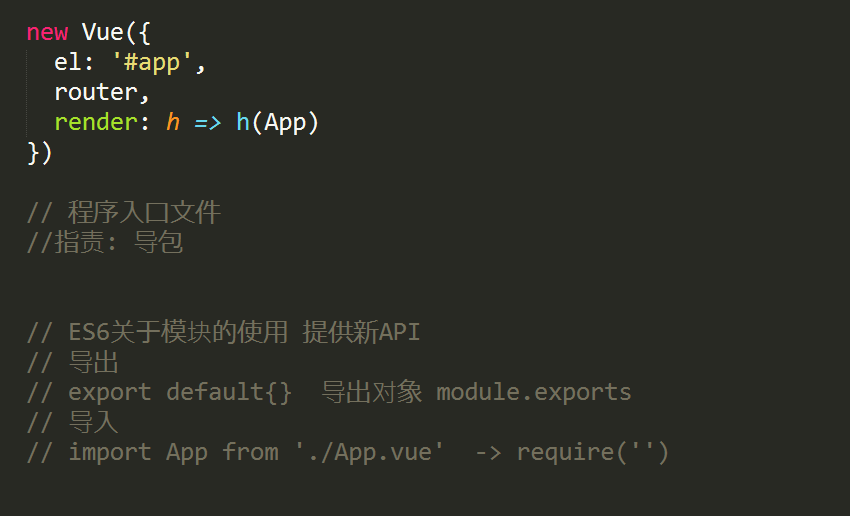 new Vue({
el: '#app',
router,
render: h => h(App)
})
// 程序入口文件
//指责: 导包
// ES6关于模块的使用 提供新API
// 导出
// export default{} 导出对象 module.exports
// 导入
// import App from './App.vue' -> require('')